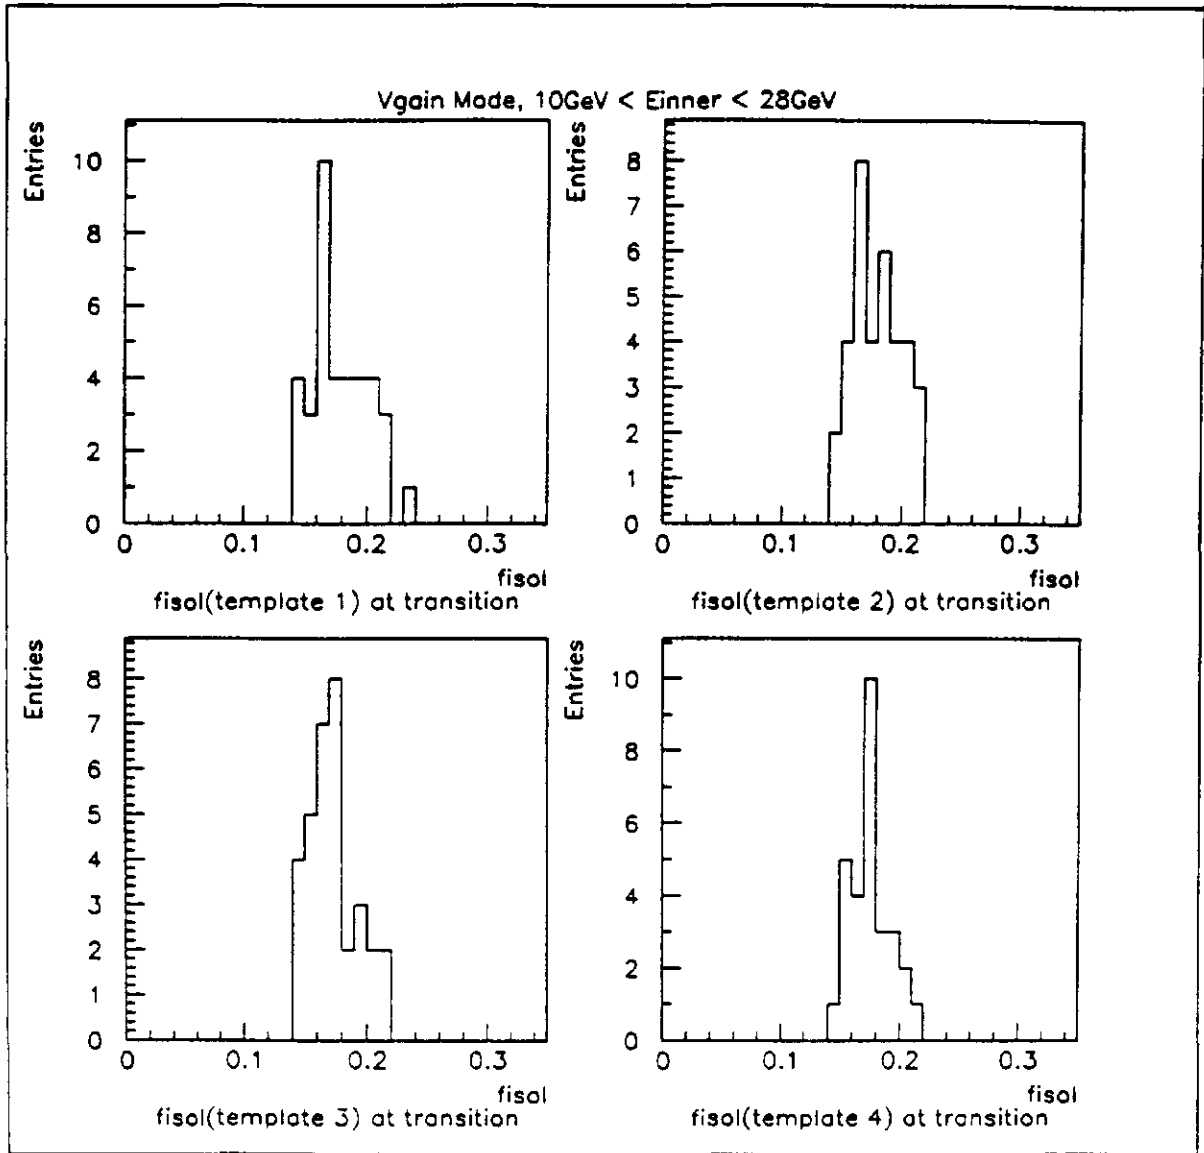 Vgain Mode, 10GeV < Einner < 28GeV
Entries
10
8
6
4
2
0
0 0.1 0.2 0.3
fisol
fisol(template 1) at transition
Entries
8
7
6
5
4
3
2
1
0
0 0.1 0.2 0.3
fisol
fisol(template 2) at transition
Entries
8
7
6
5
4
3
2
1
0
0 0.1 0.2 0.3
fisol
fisol(template 3) at transition
Entries
10
8
6
4
2
0
0 0.1 0.2 0.3
fisol
fisol(template 4) at transition